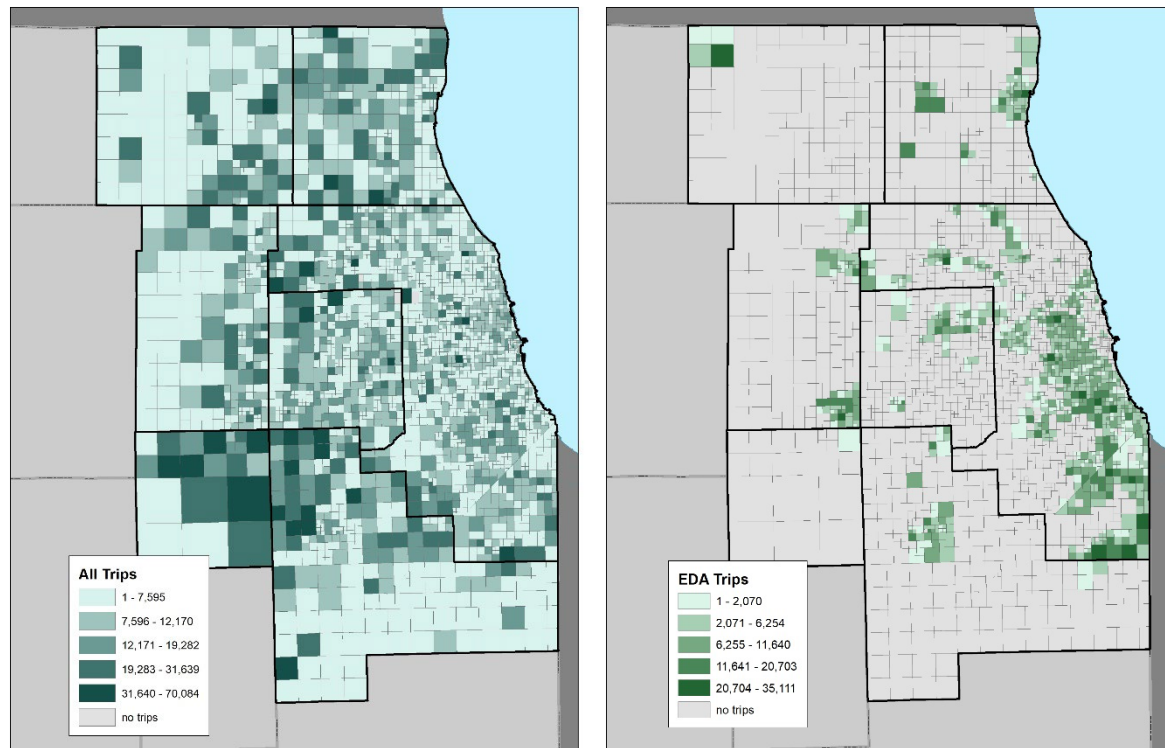 All Trips
1 - 7,595
7,596 - 12,170
12,171 - 19,282
19,283 - 31,639
31,640 - 70,084
no trips
EDA Trips
1 - 2,070
2,071 - 6,254
6,255 - 11,640
11,641 - 20,703
20,704 - 35,111
no trips